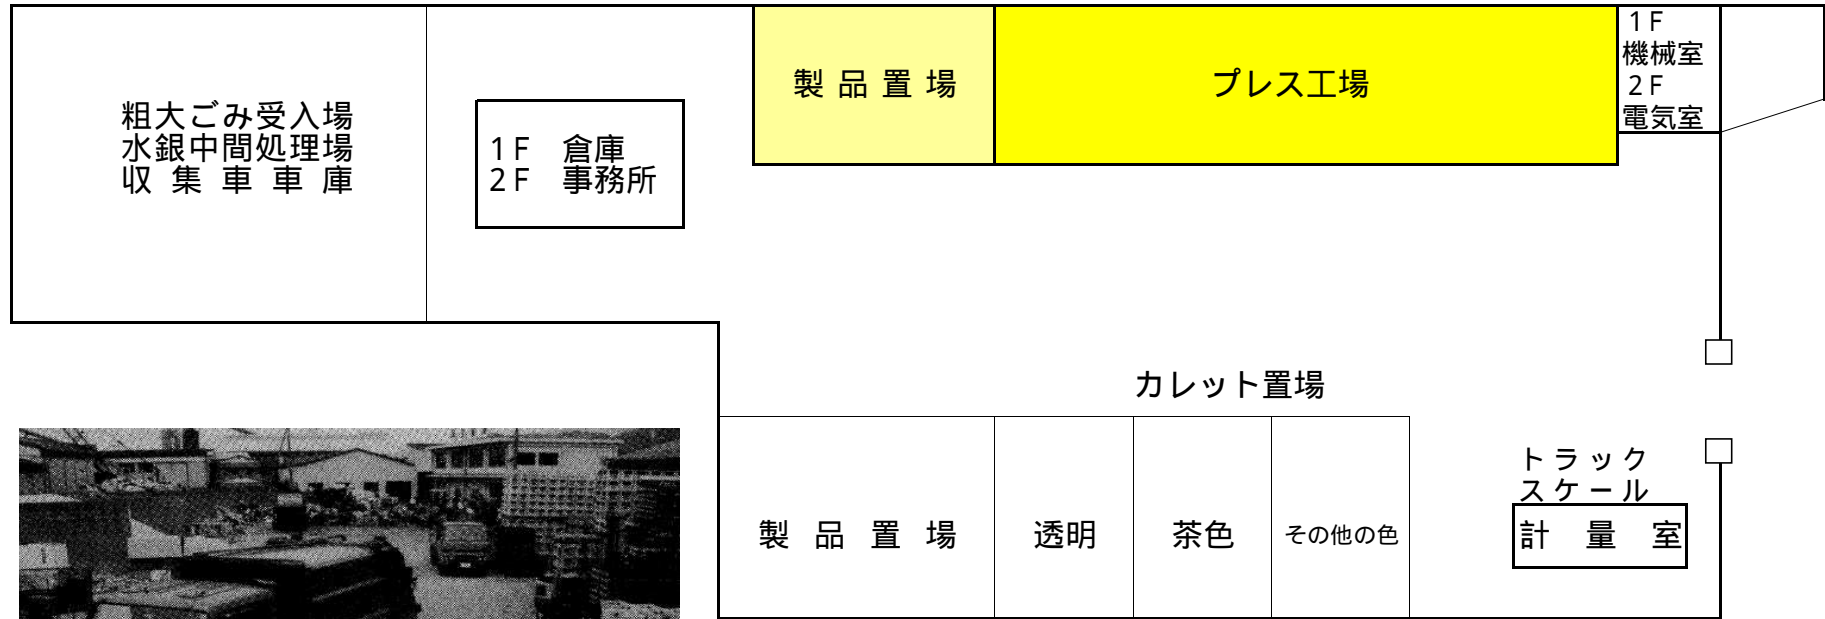 粗大ごみ受入場
水銀中間処理場
収集車車庫
1F 倉庫
2F 事務所
製品置場
プレス工場
1F
機械室
2F
電気室
カレット置場
製品置場
透明
茶色
その他の色
トラック
スケール
計量室